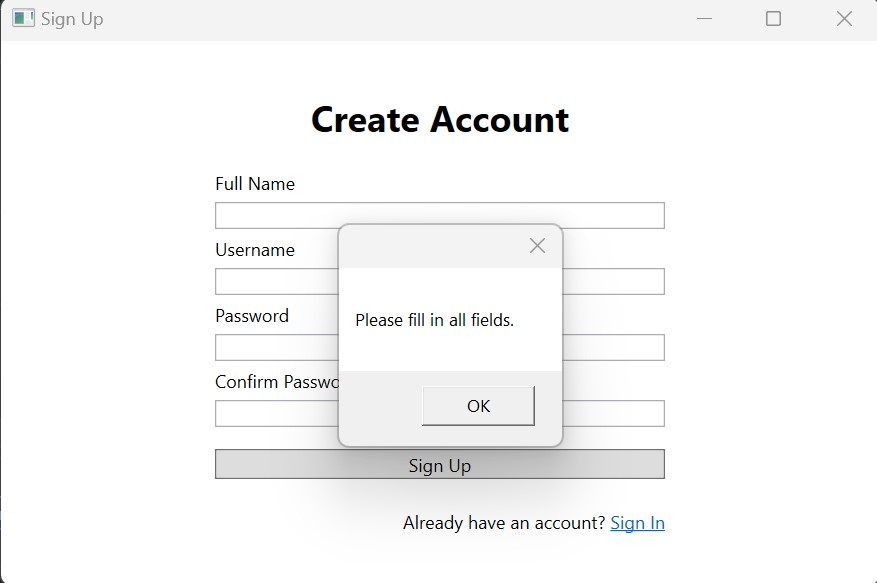 Sign Up
Create Account
Full Name
Username
Password
Confirm
Please fill in all fields.
OK
Sign Up
Already have an account? Sign In